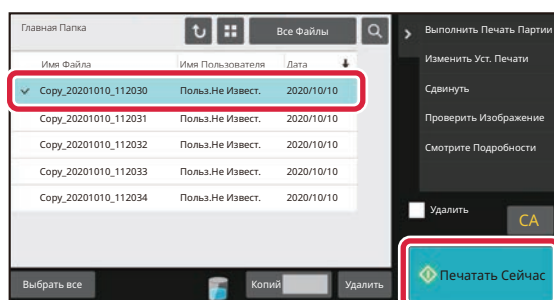 Главная Папка
Все Файлы
Имя Файла Имя Пользователя Дата
Copy_20201010_112030 Польз.Не Извест. 2020/10/10
Copy_20201010_112031 Польз.Не Извест. 2020/10/10
Copy_20201010_112032 Польз.Не Извест. 2020/10/10
Copy_20201010_112033 Польз.Не Извест. 2020/10/10
Copy_20201010_112034 Польз.Не Извест. 2020/10/10
Выбрать все
Копий
Удалить
Выполнить Печать Партии
Изменить Уст. Печати
Сдвинуть
Проверить Изображение
Смотрите Подробности
Удалить
CA
Печатать Сейчас